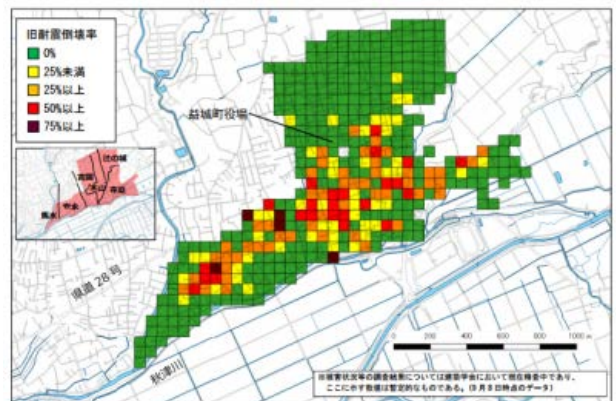 旧耐震倒壊率
0%
25%未満
25%以上
50%以上
75%以上
益城町役場
辻の城
宮園
木山
寺迫
安永
馬水
県道28号
秋津川
0 200 400 600 800 1000 m
※被害状況等の調査結果については建築学会において現在精査中であり、
ここに示す数値は暫定的なものである。(9月8日時点のデータ)